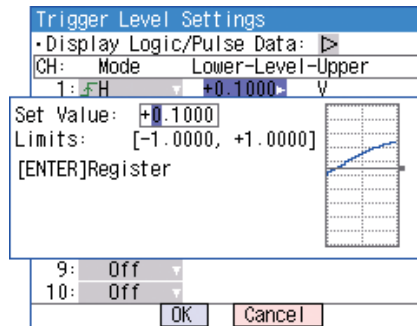 Trigger Level Settings
・Display Logic/Pulse Data:
CH: Mode Lower-Level-Upper
1: H +0.1000 V
Set Value: +0.1000
Limits: [-1.0000, +1.0000]
[ENTER]Register
9: Off
10: Off
OK Cancel